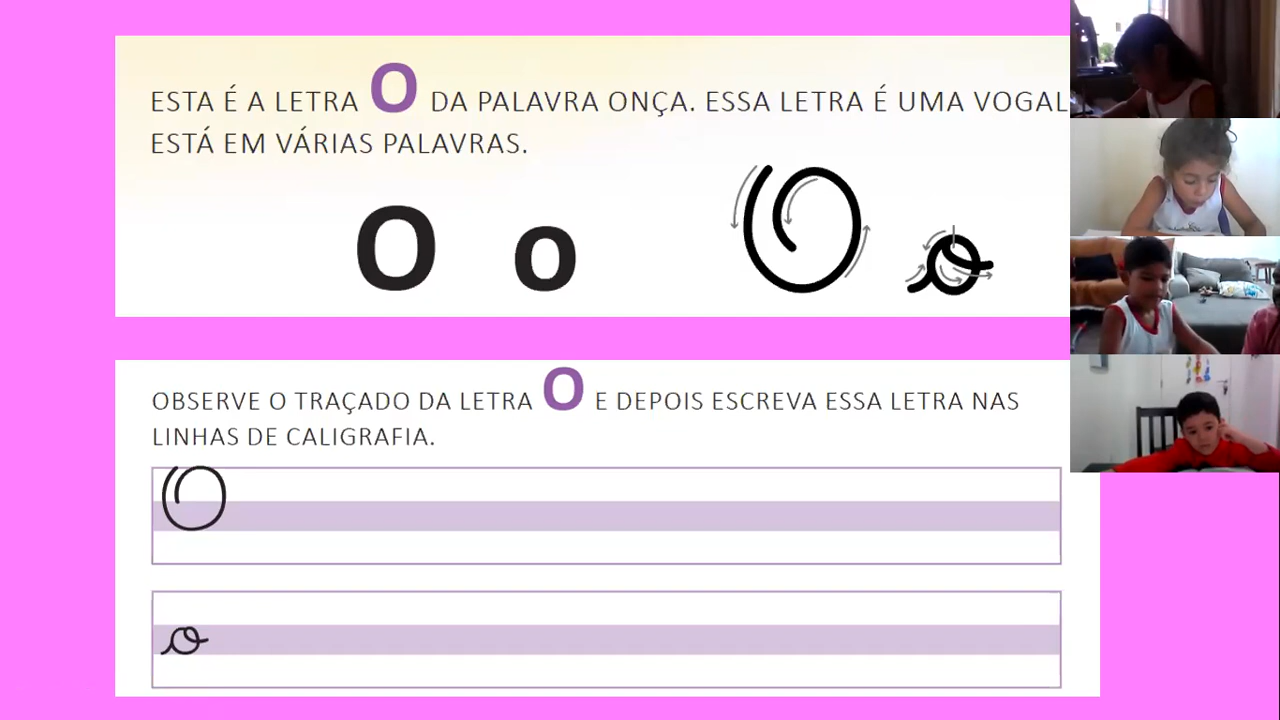 ESTA É A LETRA O DA PALAVRA ONÇA. ESSA LETRA É UMA VOGAL
ESTÁ EM VÁRIAS PALAVRAS.
O o O o
OBSERVE O TRAÇADO DA LETRA O E DEPOIS ESCREVA ESSA LETRA NAS
LINHAS DE CALIGRAFIA.
O
o